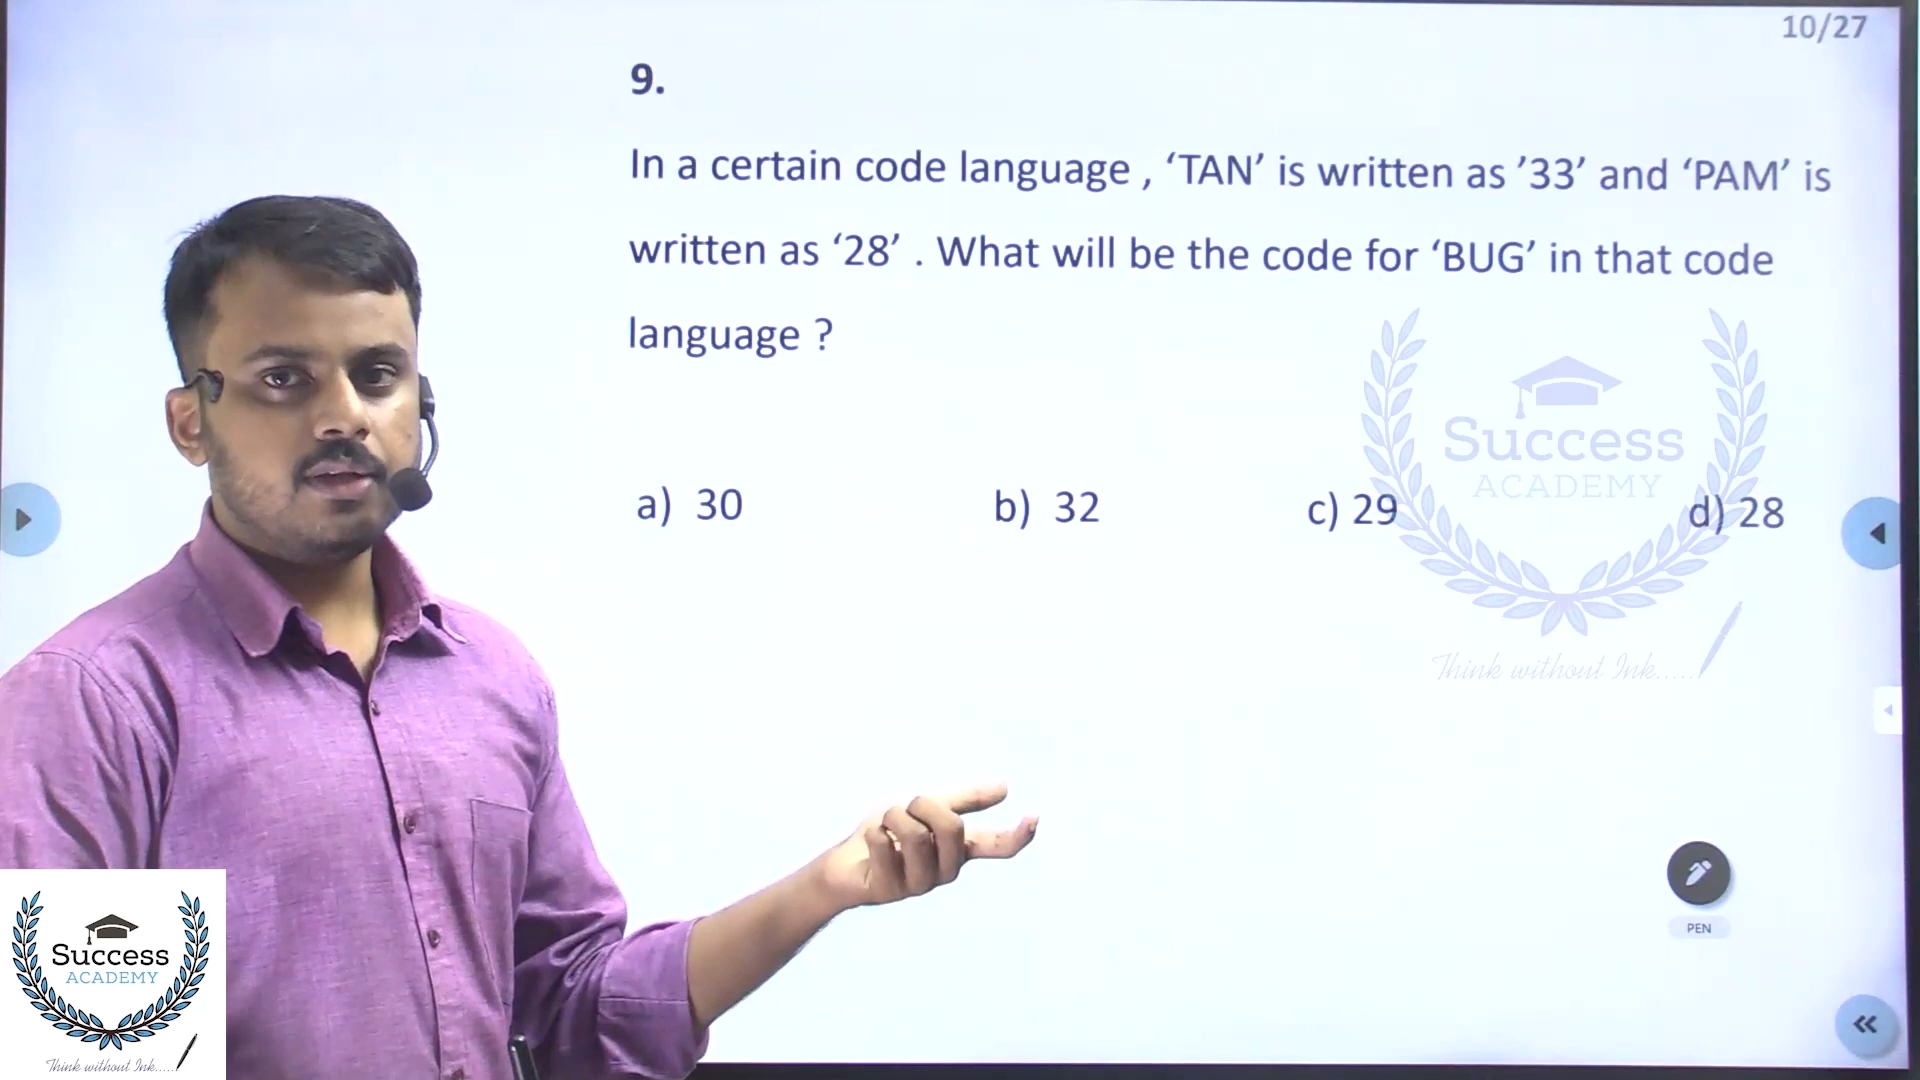 10/27
9.
In a certain code language , ‘TAN’ is written as ’33’ and ‘PAM’ is
written as ‘28’ . What will be the code for ‘BUG’ in that code
language ?
a) 30 b) 32 c) 29 d) 28
Success
ACADEMY
Think without Ink.....
PEN
Success
ACADEMY
Think without Ink.....